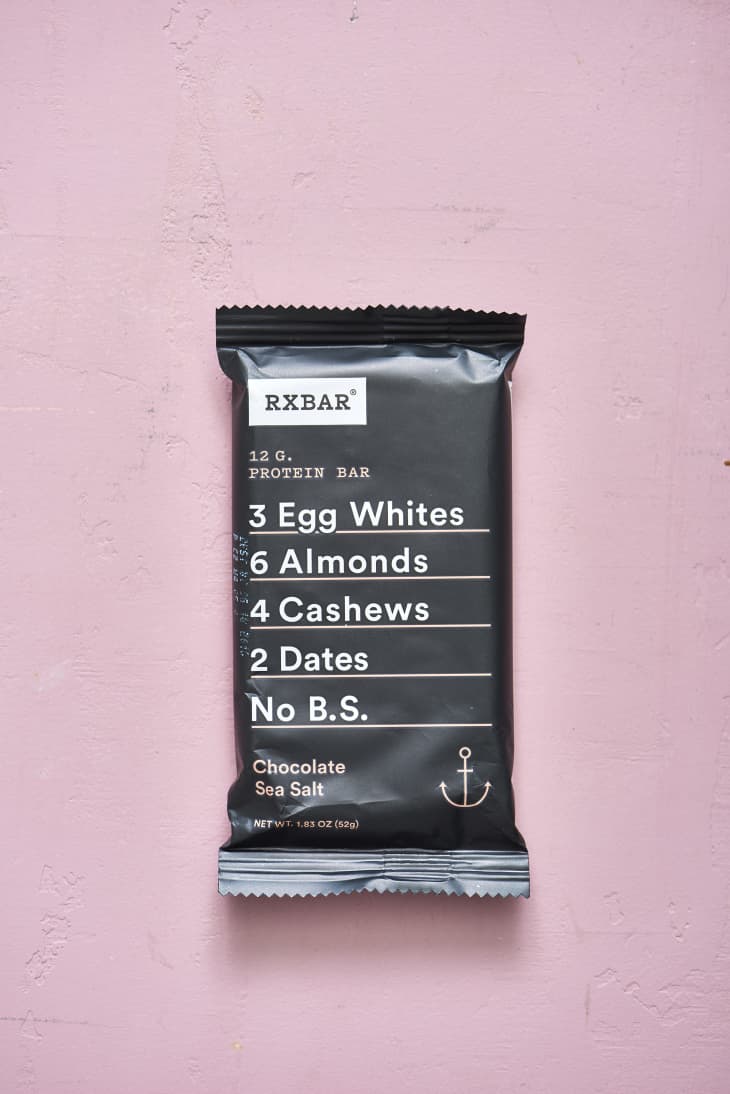 RXBAR®
12 G.
PROTEIN BAR
3 Egg Whites
6 Almonds
4 Cashews
2 Dates
No B.S.
Chocolate
Sea Salt
NET WT. 1.83 OZ (52g)